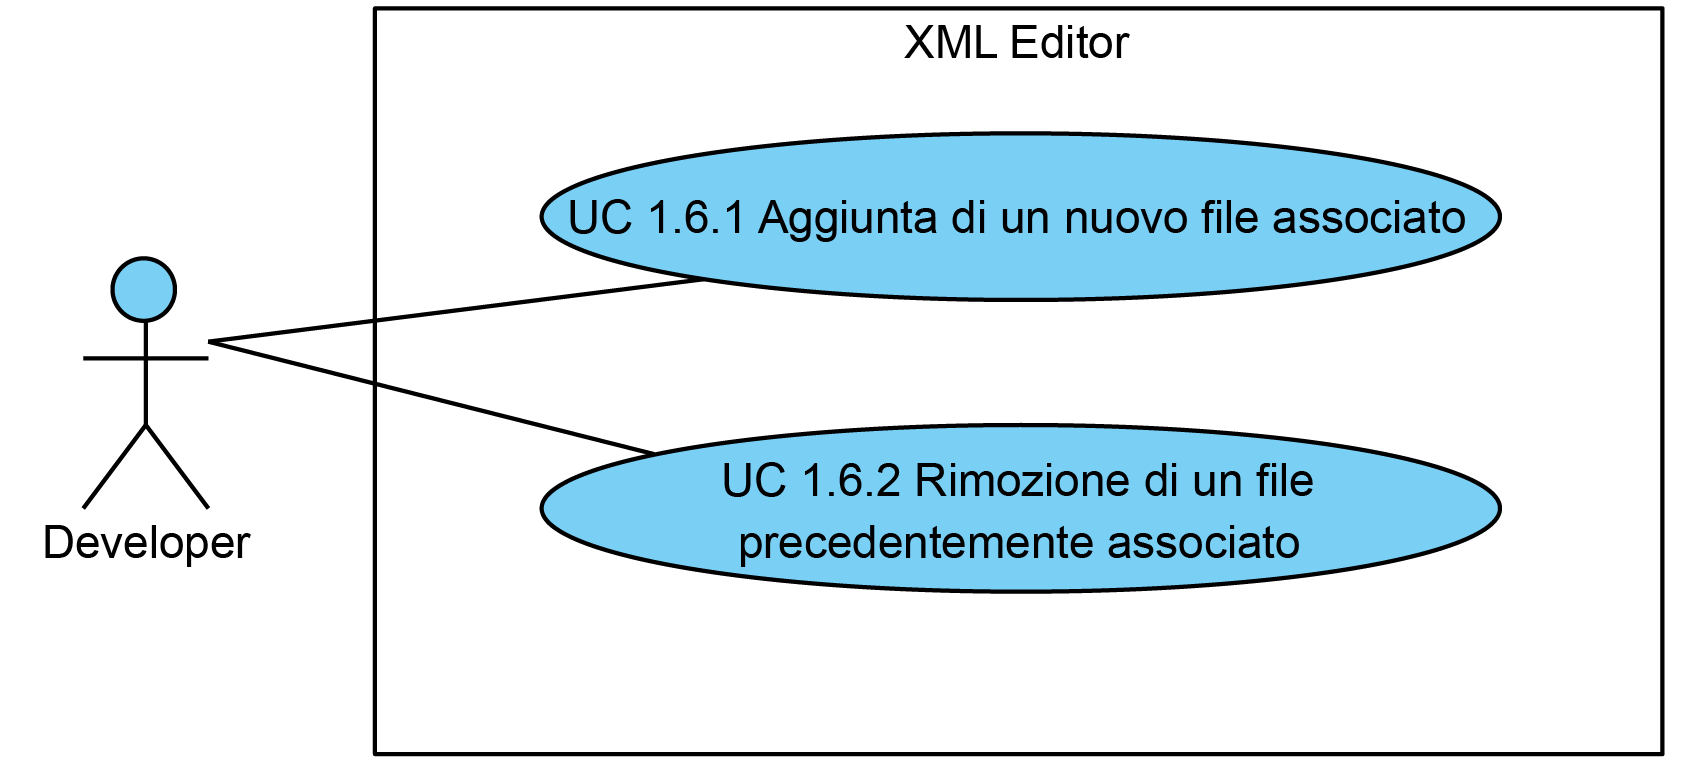 XML Editor
UC 1.6.1 Aggiunta di un nuovo file associato
UC 1.6.2 Rimozione di un file
precedentemente associato
Developer